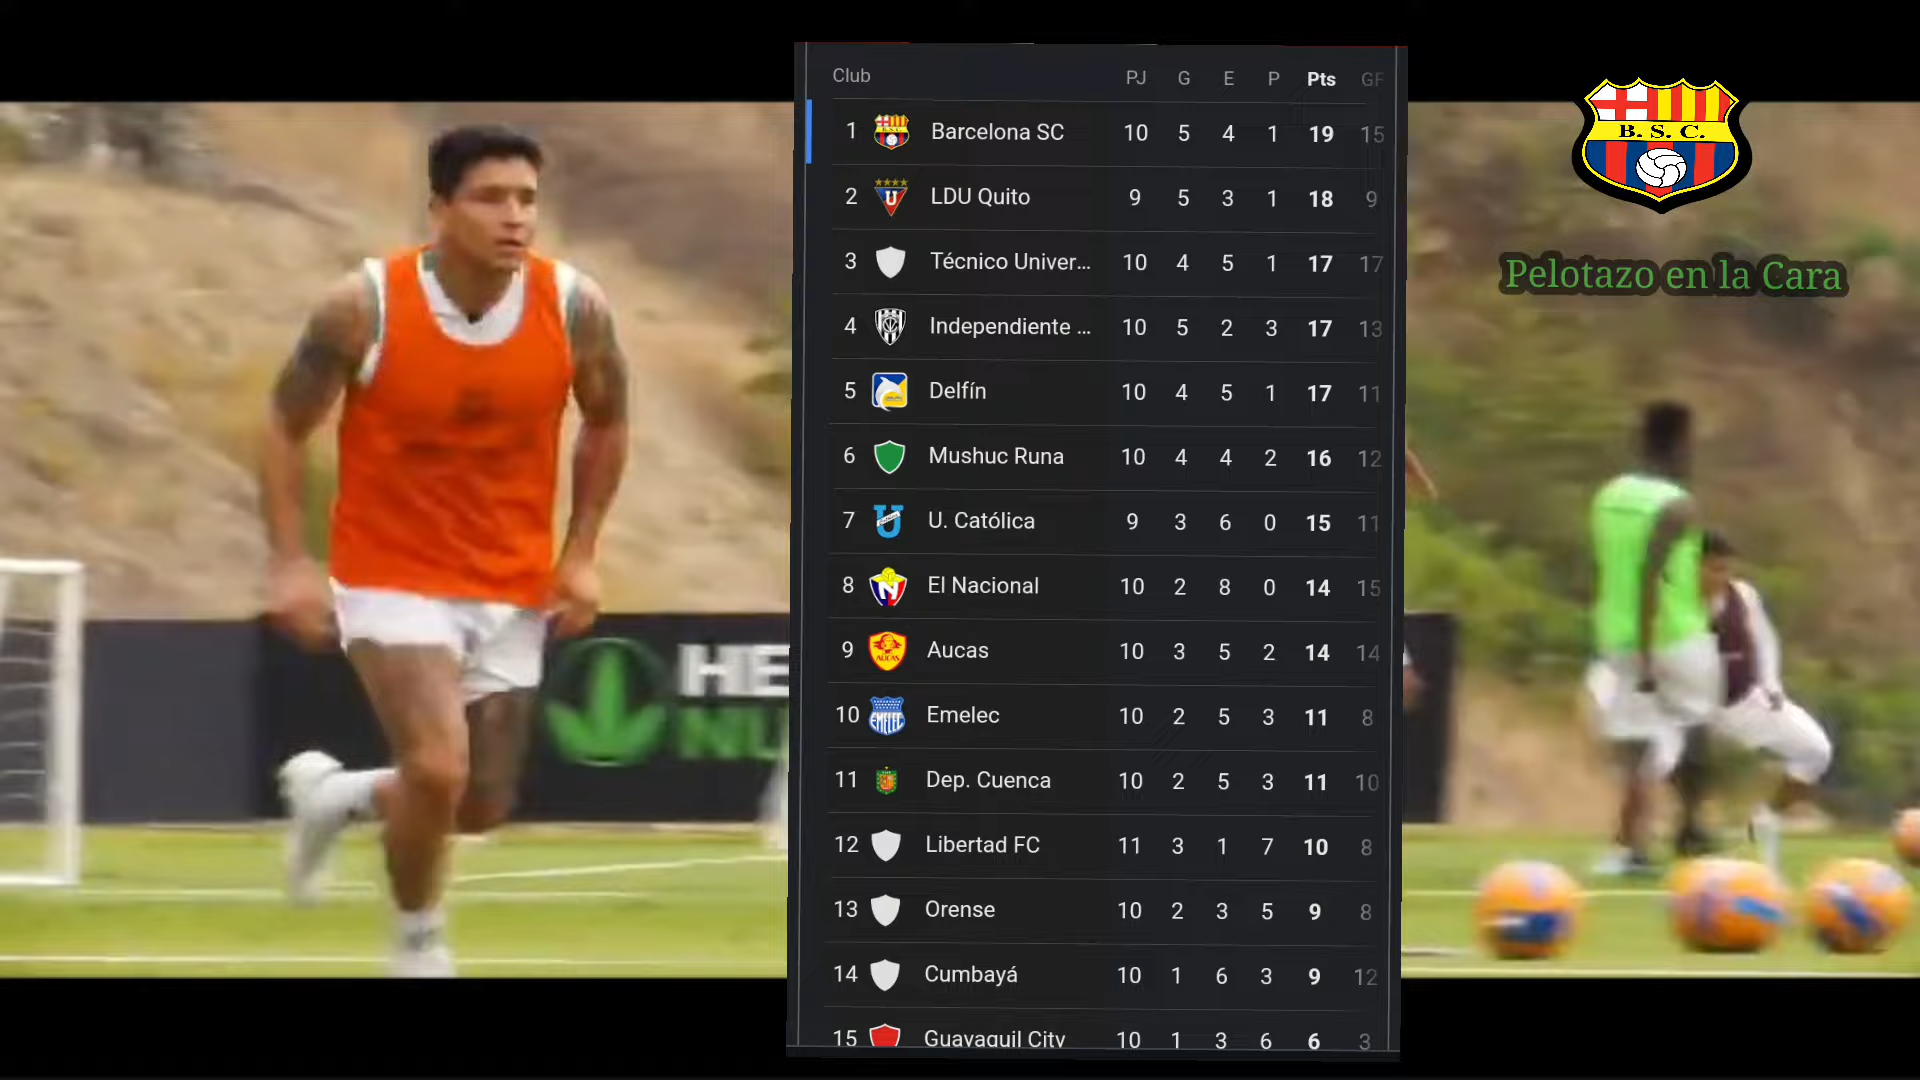 Club PJ G E P Pts GF
1 Barcelona SC 10 5 4 1 19 15
2 LDU Quito 9 5 3 1 18 9
3 Técnico Univer... 10 4 5 1 17 17
4 Independiente ... 10 5 2 3 17 13
5 Delfín 10 4 5 1 17 11
6 Mushuc Runa 10 4 4 2 16 12
7 U. Católica 9 3 6 0 15 11
8 El Nacional 10 2 8 0 14 15
9 AUCAS Aucas 10 3 5 2 14 14
10 EMELEC Emelec 10 2 5 3 11 8
11 Dep. Cuenca 10 2 5 3 11 10
12 Libertad FC 11 3 1 7 10 8
13 Orense 10 2 3 5 9 8
14 Cumbayá 10 1 6 3 9 12
15 Guayaquil City 10 1 3 6 6 3
B. S. C.
Pelotazo en la Cara
HE
NU